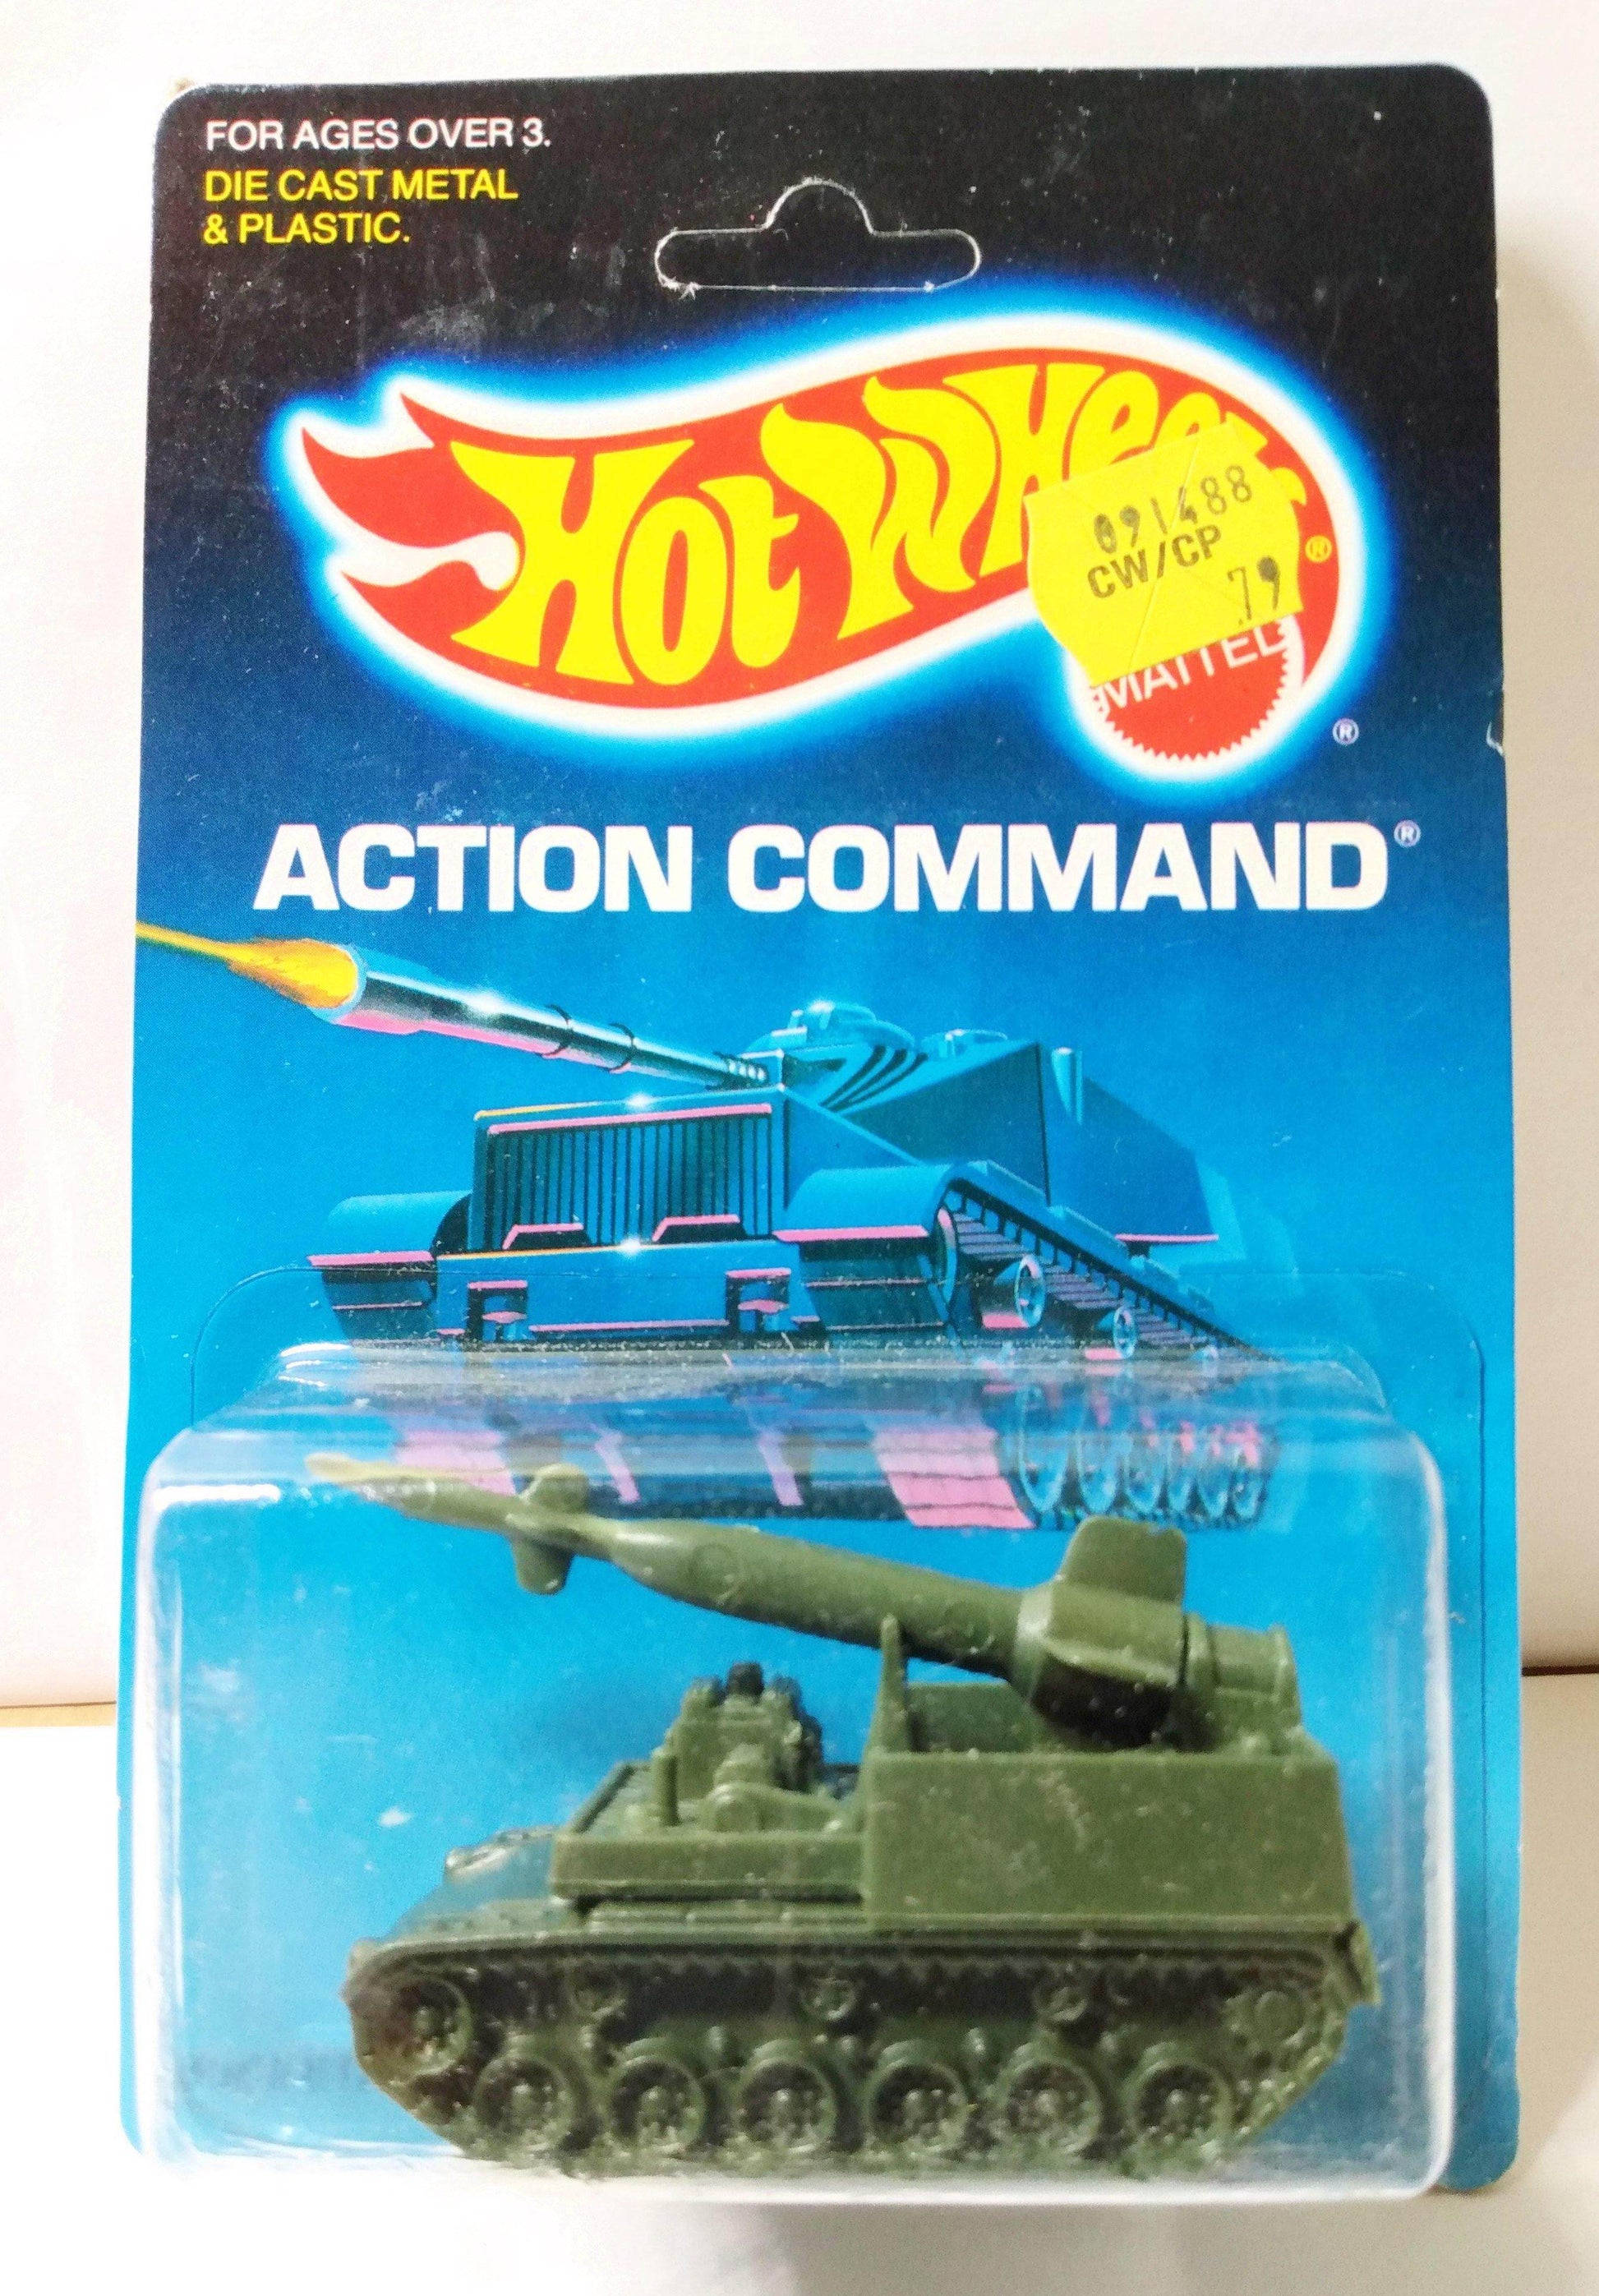 FOR AGES OVER 3.
DIE CAST METAL
& PLASTIC.
Hot Wheels®
091488
CW/CP
.79
MATTEL
®
ACTION COMMAND®